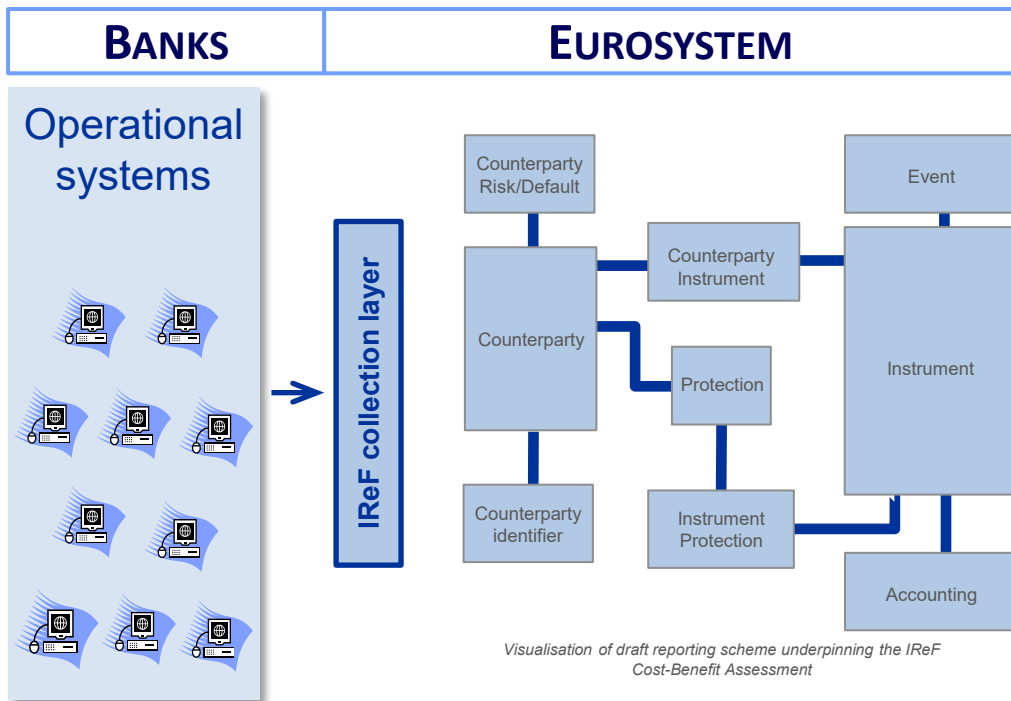 BANKS
EUROSYSTEM
Operational
systems
IReF collection layer
Counterparty
Risk/Default
Event
Counterparty
Instrument
Counterparty
Instrument
Protection
Counterparty
identifier
Instrument
Protection
Accounting
Visualisation of draft reporting scheme underpinning the IReF
Cost-Benefit Assessment